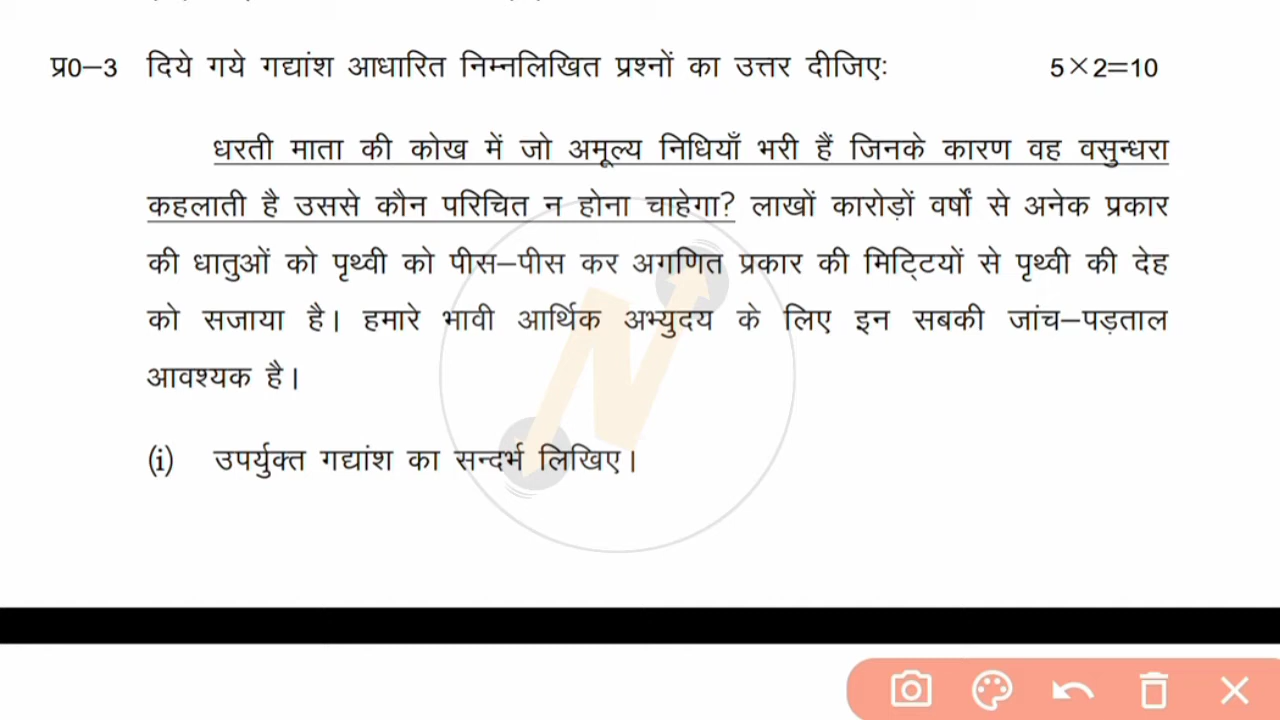 प्र0–3 दिये गये गद्यांश आधारित निम्नलिखित प्रश्नों का उत्तर दीजिएः 5×2=10
धरती माता की कोख में जो अमूल्य निधियाँ भरी हैं जिनके कारण वह वसुन्धरा
कहलाती है उससे कौन परिचित न होना चाहेगा? लाखों कारोड़ों वर्षों से अनेक प्रकार
की धातुओं को पृथ्वी को पीस–पीस कर अगणित प्रकार की मिट्टियों से पृथ्वी की देह
को सजाया है। हमारे भावी आर्थिक अभ्युदय के लिए इन सबकी जांच–पड़ताल
आवश्यक है।
(i) उपर्युक्त गद्यांश का सन्दर्भ लिखिए।